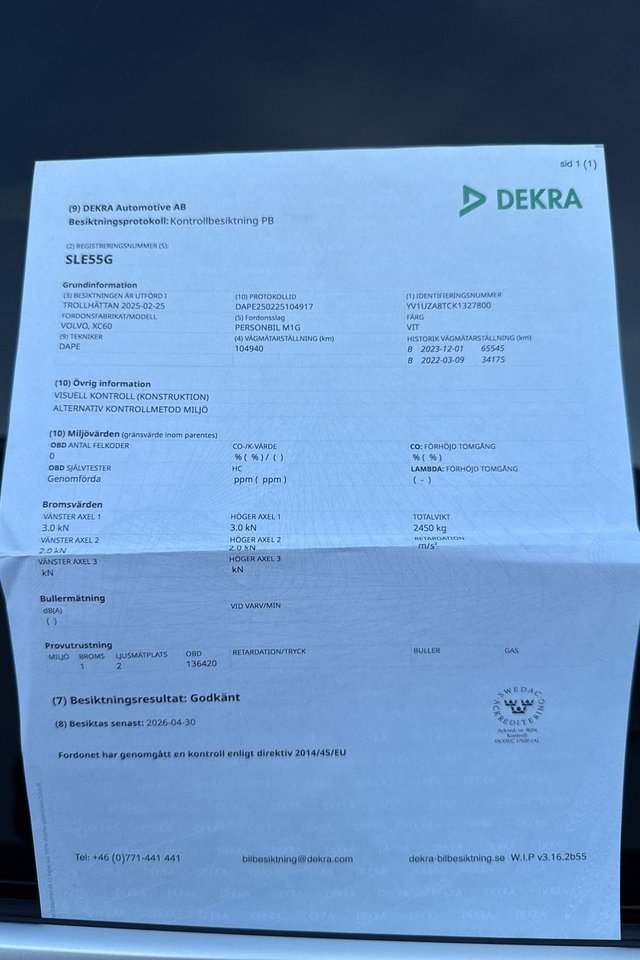 sid 1 (1)
DEKRA
(9) DEKRA Automotive AB
Besiktningsprotokoll: Kontrollbesiktning PB
(2) REGISTRERINGSNUMMER (S):
SLE55G
Grundinformation
(3) BESIKTNINGEN ÄR UTFÖRD I (10) PROTOKOLLID (1) IDENTIFIERINGSNUMMER
TROLLHÄTTAN 2025-02-25 DAPE250225104917 YV1UZA8TCK1327800
FORDONSFABRIKAT/MODELL (5) Fordonsslag FÄRG
VOLVO, XC60 PERSONBIL M1G VIT
(9) TEKNIKER (4) VÄGMÄTARSTÄLLNING (km) HISTORIK VÄGMÄTARSTÄLLNING (km)
DAPE 104940 B 2023-12-01 65545
B 2022-03-09 34175
(10) Övrig information
VISUELL KONTROLL (KONSTRUKTION)
ALTERNATIV KONTROLLMETOD MILJÖ
(10) Miljövärden (gränsvärde inom parentes)
OBD ANTAL FELKODER CO-/K-VÄRDE CO: FÖRHÖJD TOMGÅNG
0 % ( % ) / ( ) % ( % )
OBD SJÄLVTESTER HC LAMBDA: FÖRHÖJD TOMGÅNG
Genomförda ppm ( ppm ) ( - )
Bromsvärden
VÄNSTER AXEL 1 HÖGER AXEL 1 TOTALVIKT
3.0 kN 3.0 kN 2450 kg
VÄNSTER AXEL 2 HÖGER AXEL 2 RETARDATION
2.0 kN 2.0 kN m/s²
VÄNSTER AXEL 3 HÖGER AXEL 3
kN kN
Bullermätning
dB(A) VID VARV/MIN
( )
Provutrustning
MILJÖ BROMS LJUSMÄTPLATS OBD RETARDATION/TRYCK BULLER GAS
1 2 136420
(7) Besiktningsresultat: Godkänt
(8) Besiktas senast: 2026-04-30
Fordonet har genomgått en kontroll enligt direktiv 2014/45/EU
SWEDAC
ACKREDITERING
Kontroll
Tel: +46 (0)771-441 441 bilbesiktning@dekra.com dekra-bilbesiktning.se W.I.P v3.16.2b55